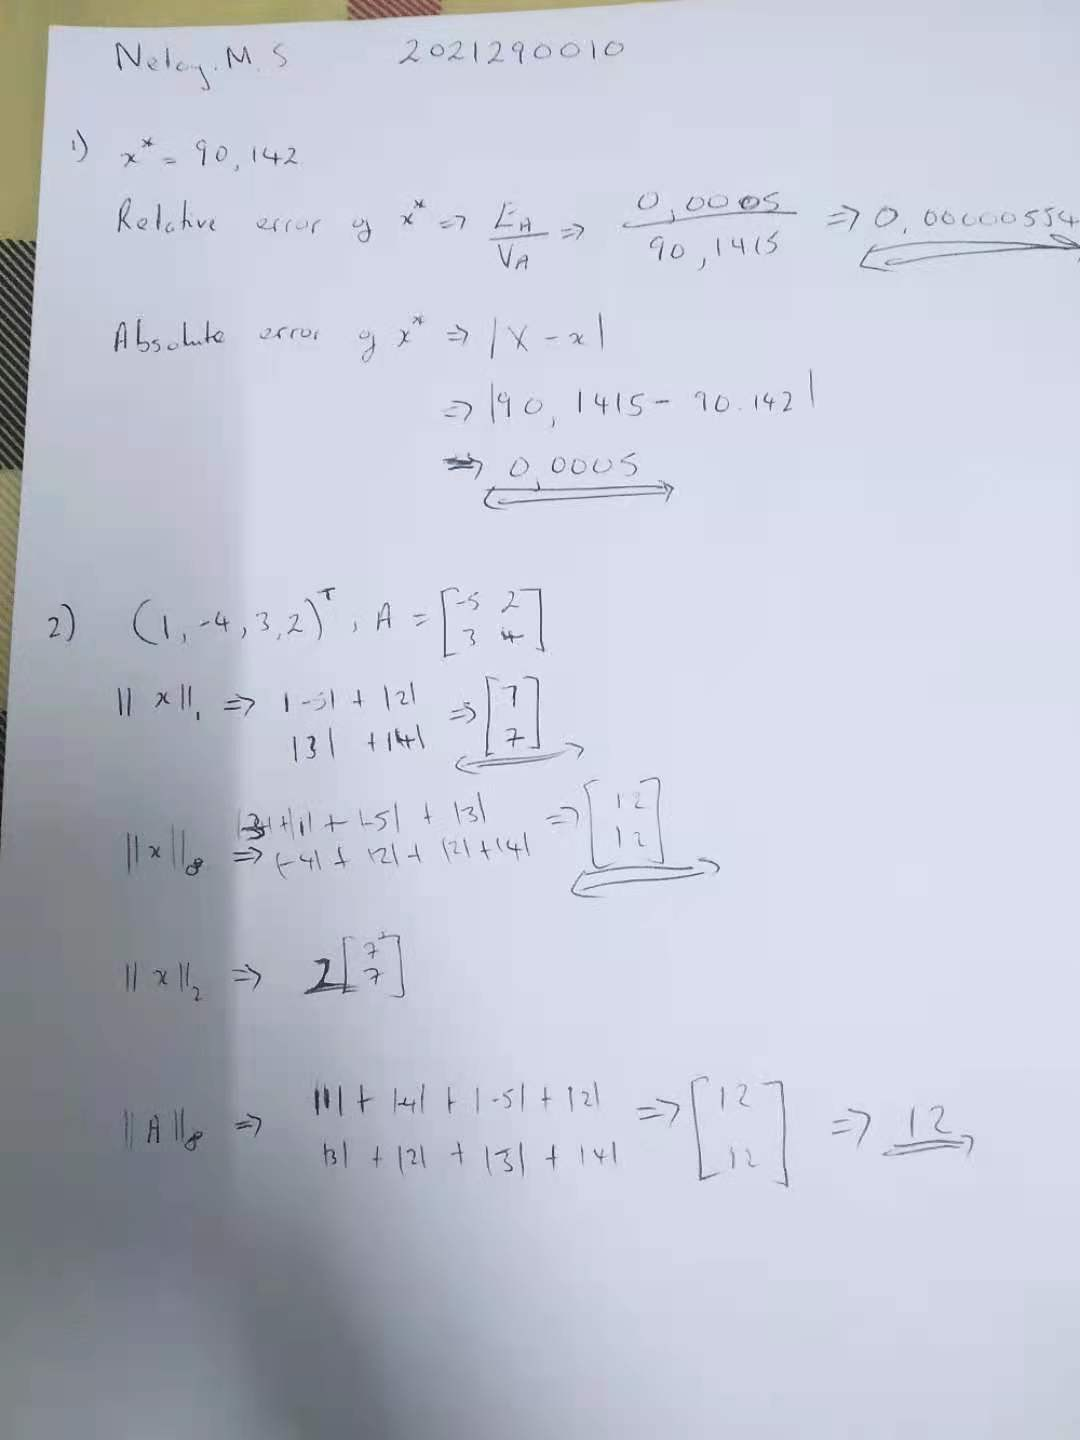 Neloy.M.S 2021290010
1) x* = 90,142
Relative error of x* => E_A/V_A => 0,0005/90,1415 => 0,00000554
Absolute error of x* => |X - x|
=> |90,1415 - 90.142|
=> 0,0005
2) (1,-4,3,2)^T, A = [-5 2; 3 4]
||x||_1 => |-5| + |2|
|3| + |4| => [7; 7]
||x||_∞ => |1| + |-5| + |3| => [12; 12]
|-4| + |2| + |2| + |4|
||x||_2 => 2[7; 7]
||A||_∞ => |1| + |-4| + |-5| + |2| => [12; 12] => 12
|3| + |2| + |3| + |4|